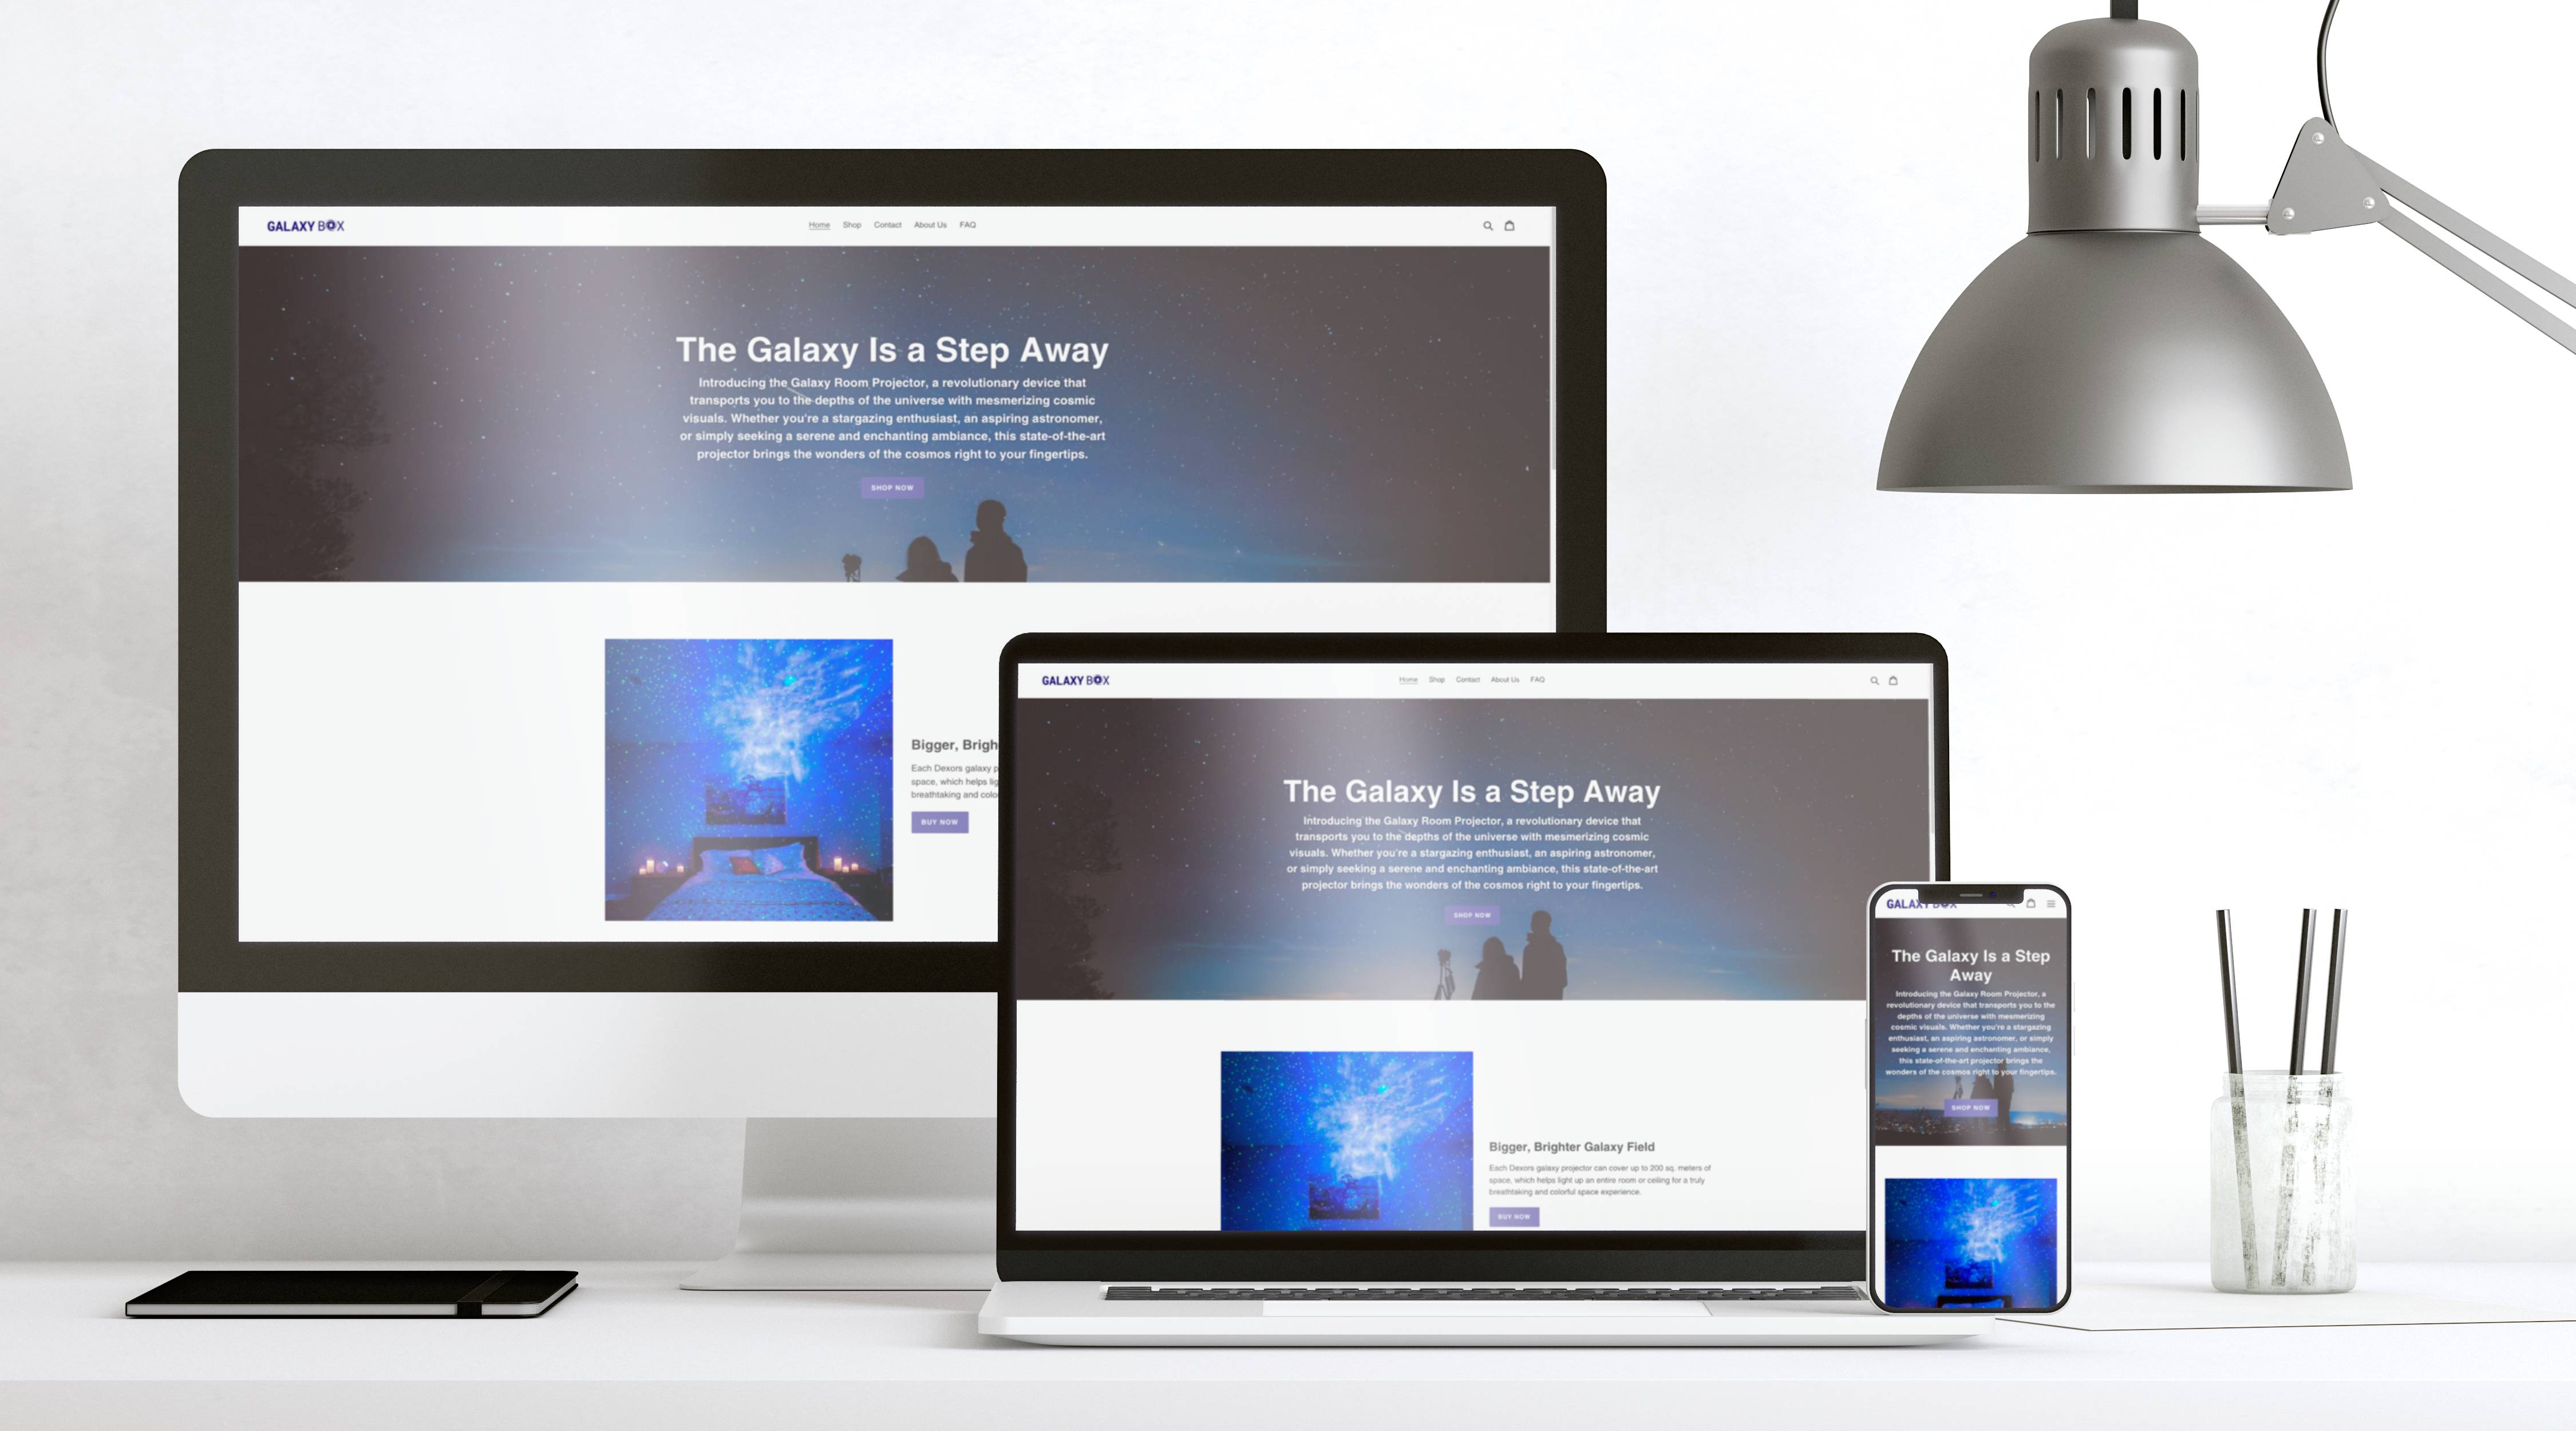 GALAXY BOX
Home Shop Contact About Us FAQ
The Galaxy Is a Step Away
Introducing the Galaxy Room Projector, a revolutionary device that
transports you to the depths of the universe with mesmerizing cosmic
visuals. Whether you're a stargazing enthusiast, an aspiring astronomer,
or simply seeking a serene and enchanting ambiance, this state-of-the-art
projector brings the wonders of the cosmos right to your fingertips.
SHOP NOW
Bigger, Brigh
Each Dexors galaxy p
space, which helps lig
breathtaking and colo
BUY NOW
GALAXY BOX
Home Shop Contact About Us FAQ
The Galaxy Is a Step Away
Introducing the Galaxy Room Projector, a revolutionary device that
transports you to the depths of the universe with mesmerizing cosmic
visuals. Whether you're a stargazing enthusiast, an aspiring astronomer,
or simply seeking a serene and enchanting ambiance, this state-of-the-art
projector brings the wonders of the cosmos right to your fingertips.
SHOP NOW
Bigger, Brighter Galaxy Field
Each Dexors galaxy projector can cover up to 200 sq. meters of
space, which helps light up an entire room or ceiling for a truly
breathtaking and colorful space experience.
BUY NOW
GALAXY BOX
The Galaxy Is a Step
Away
Introducing the Galaxy Room Projector, a
revolutionary device that transports you to the
depths of the universe with mesmerizing
cosmic visuals. Whether you're a stargazing
enthusiast, an aspiring astronomer, or simply
seeking a serene and enchanting ambiance,
this state-of-the-art projector brings the
wonders of the cosmos right to your fingertips.
SHOP NOW